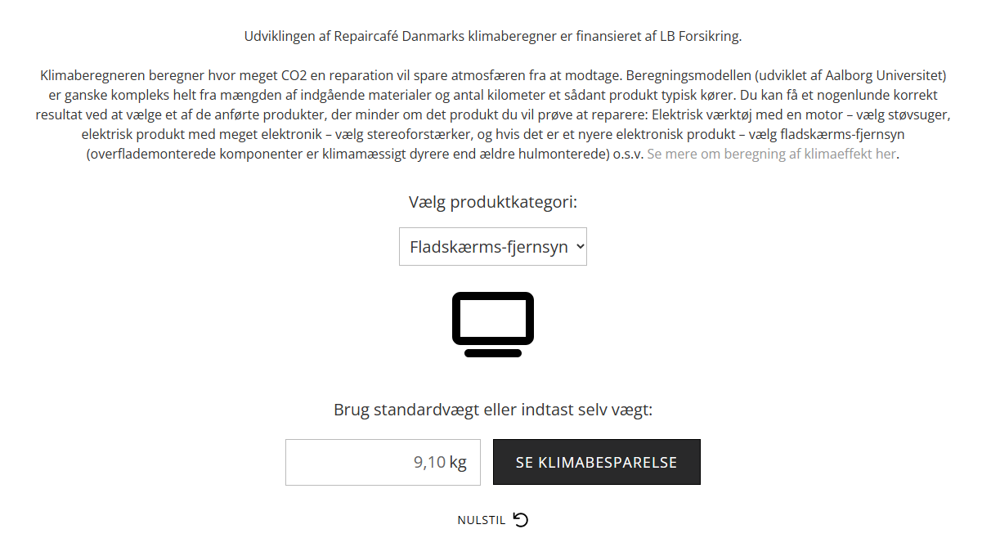 Udviklingen af Repaircafé Danmarks klimaberegner er finansieret af LB Forsikring.
Klimaberegneren beregner hvor meget CO2 en reparation vil spare atmosfæren fra at modtage. Beregningsmodellen (udviklet af Aalborg Universitet)
er ganske kompleks helt fra mængden af indgående materialer og antal kilometer et sådant produkt typisk kører. Du kan få et nogenlunde korrekt
resultat ved at vælge et af de anførte produkter, der minder om det produkt du vil prøve at reparere: Elektrisk værktøj med en motor – vælg støvsuger,
elektrisk produkt med meget elektronik – vælg stereoforstærker, og hvis det er et nyere elektronisk produkt – vælg fladskærms-fjernsyn
(overflademonterede komponenter er klimamæssigt dyrere end ældre hulmonterede) o.s.v. Se mere om beregning af klimaeffekt her.
Vælg produktkategori:
Fladskærms-fjernsyn
Brug standardvægt eller indtast selv vægt:
9,10 kg
SE KLIMABESPARELSE
NULSTIL